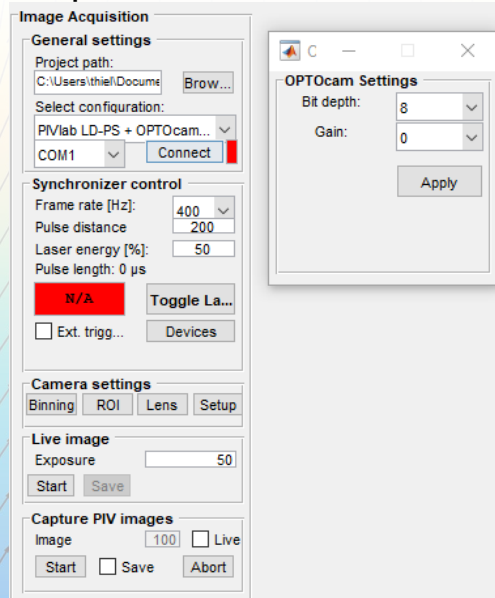 Image Acquisition
General settings
Project path:
C:\Users\thiel\Docume Brow...
Select configuration:
PIVlab LD-PS + OPTOcam...
COM1 Connect
Synchronizer control
Frame rate [Hz]: 400
Pulse distance 200
Laser energy [%]: 50
Pulse length: 0 µs
N/A Toggle La...
Ext. trigg... Devices
Camera settings
Binning ROI Lens Setup
Live image
Exposure 50
Start Save
Capture PIV images
Image 100 Live
Start Save Abort
C
OPTOcam Settings
Bit depth: 8
Gain: 0
Apply